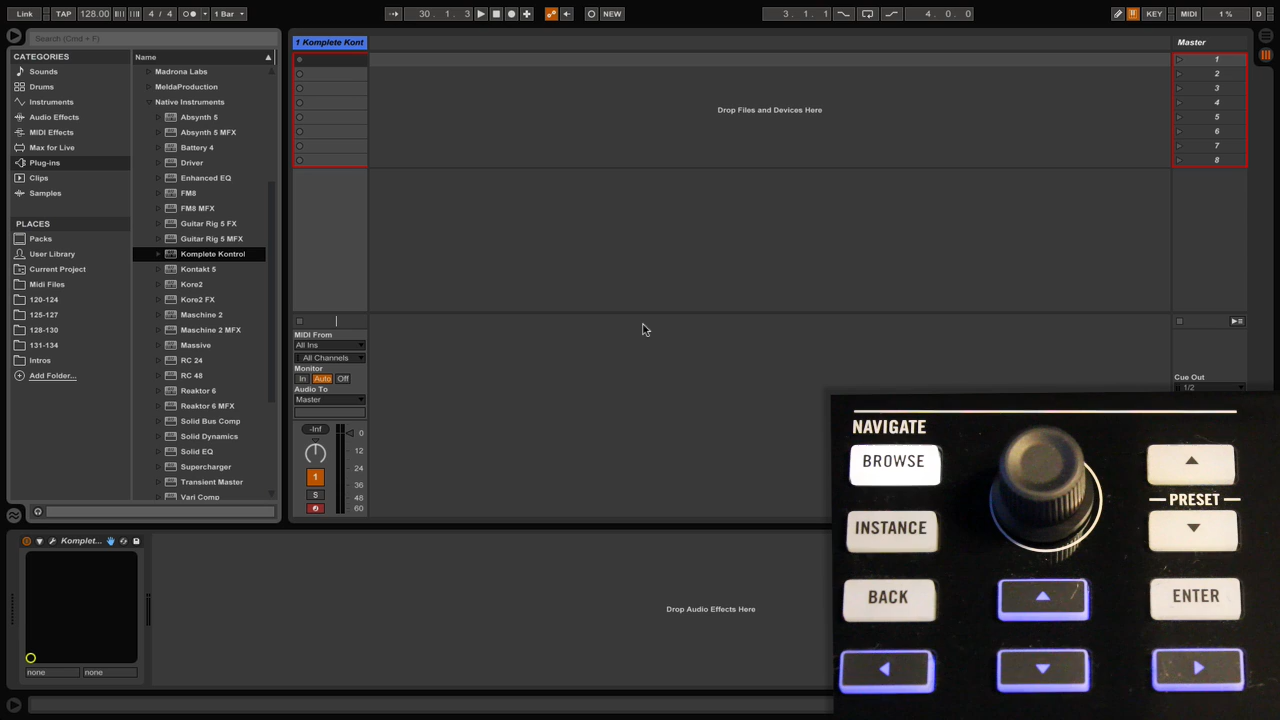 Link TAP 128.00 4 / 4 1 Bar 30. 1. 3 NEW 3. 1. 1 4. 0. 0 KEY MIDI 1 % D
Search (Cmd + F)
CATEGORIES
Sounds
Drums
Instruments
Audio Effects
MIDI Effects
Max for Live
Plug-ins
Clips
Samples
PLACES
Packs
User Library
Current Project
Midi Files
120-124
125-127
128-130
131-134
Intros
Add Folder...
Name
Madrona Labs
MeldaProduction
Native Instruments
Absynth 5
Absynth 5 MFX
Battery 4
Driver
Enhanced EQ
FM8
FM8 MFX
Guitar Rig 5 FX
Guitar Rig 5 MFX
Komplete Kontrol
Kontakt 5
Kore2
Kore2 FX
Maschine 2
Maschine 2 MFX
Massive
RC 24
RC 48
Reaktor 6
Reaktor 6 MFX
Solid Bus Comp
Solid Dynamics
Solid EQ
Supercharger
Transient Master
Vari Comp
1 Komplete Kont
MIDI From
All Ins
All Channels
Monitor
In Auto Off
Audio To
Master
-Inf
0
12
24
36
48
60
1
S
Drop Files and Devices Here
Master
1
2
3
4
5
6
7
8
Cue Out
1/2
Komplet...
none none
Drop Audio Effects Here
NAVIGATE
BROWSE
PRESET
INSTANCE
BACK
ENTER